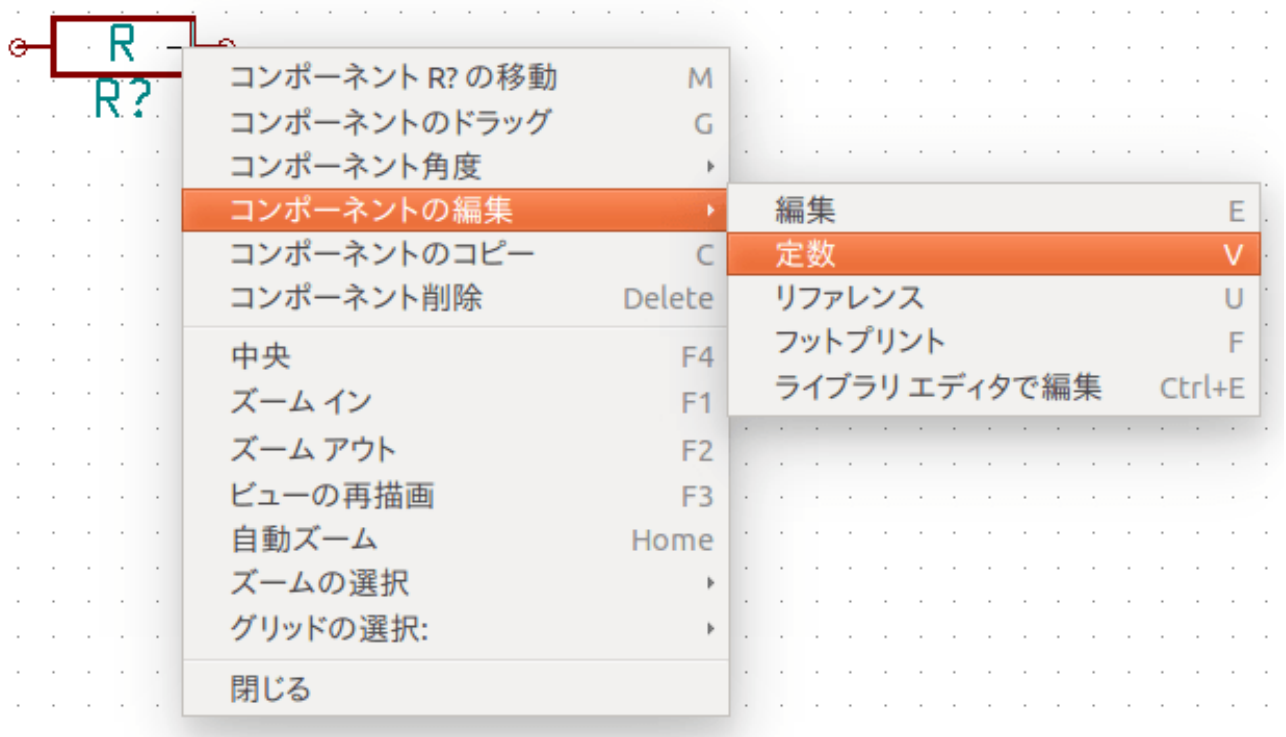 R
R?
コンポーネント R? の移動 M
コンポーネントのドラッグ G
コンポーネント角度
コンポーネントの編集
コンポーネントのコピー C
コンポーネント削除 Delete
中央 F4
ズーム イン F1
ズーム アウト F2
ビューの再描画 F3
自動ズーム Home
ズームの選択
グリッドの選択:
閉じる
編集 E
定数 V
リファレンス U
フットプリント F
ライブラリ エディタで編集 Ctrl+E